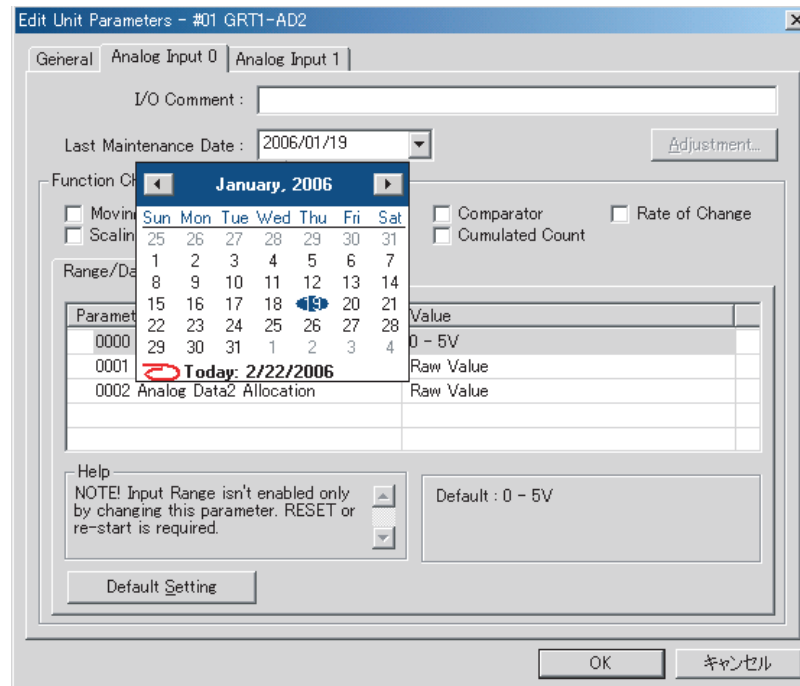 Edit Unit Parameters - #01 GRT1-AD2
General Analog Input 0 Analog Input 1
I/O Comment :
Last Maintenance Date : 2006/01/19 Adjustment...
Function
January, 2006
Comparator Rate of Change
Cumulated Count
Sun Mon Tue Wed Thu Fri Sat
25 26 27 28 29 30 31
1 2 3 4 5 6 7
8 9 10 11 12 13 14
15 16 17 18 19 20 21
22 23 24 25 26 27 28
29 30 31 1 2 3 4
Today: 2/22/2006
Value
0000 0 - 5V
0001 Raw Value
0002 Analog Data2 Allocation Raw Value
Help
NOTE! Input Range isn't enabled only
by changing this parameter. RESET or
re-start is required.
Default : 0 - 5V
Default Setting
OK キャンセル